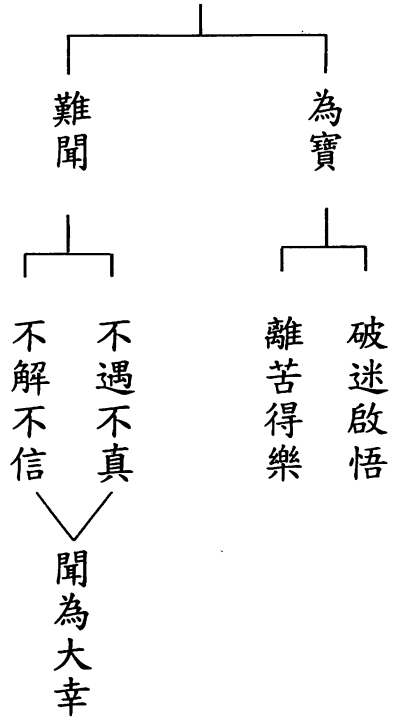 為寶
難聞
破迷啟悟
離苦得樂
不遇不真
不解不信
聞為大幸